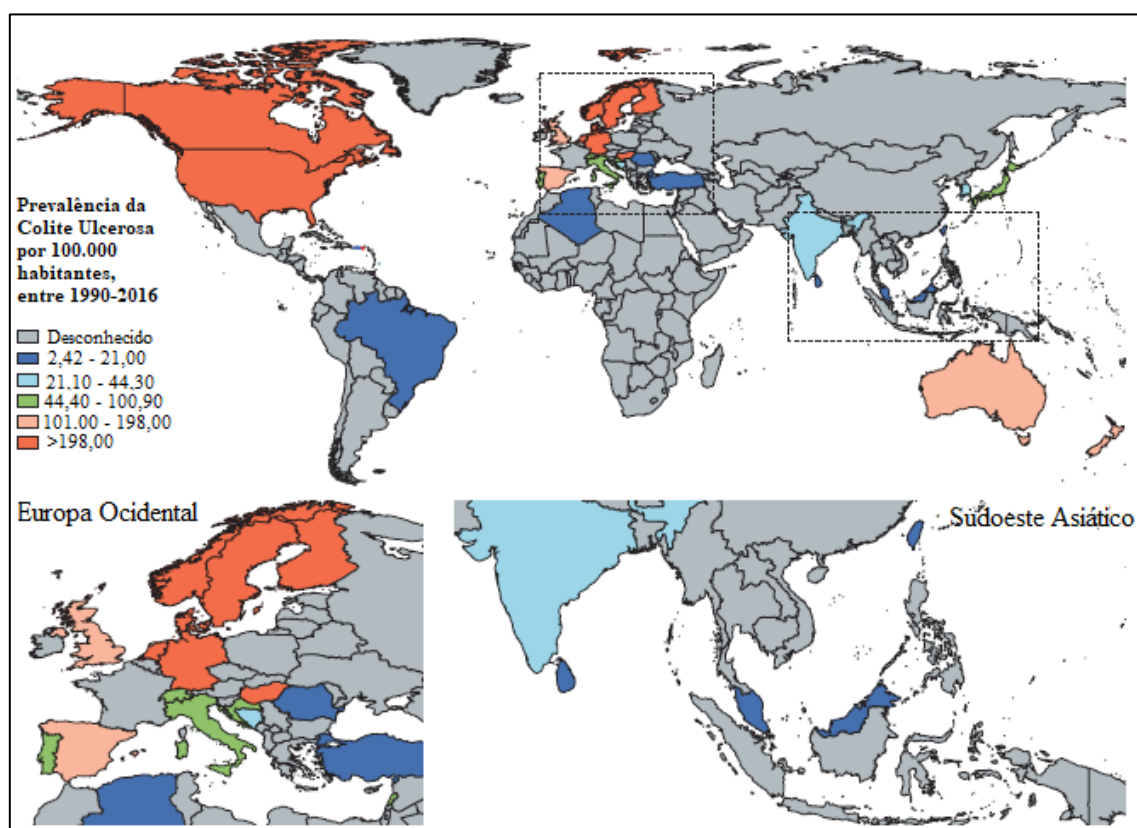 Prevalência da
Colite Ulcerosa
por 100.000
habitantes,
entre 1990-2016
Desconhecido
2,42 - 21,00
21,10 - 44,30
44,40 - 100,90
101.00 - 198,00
>198,00
Europa Ocidental
Sudoeste Asiático